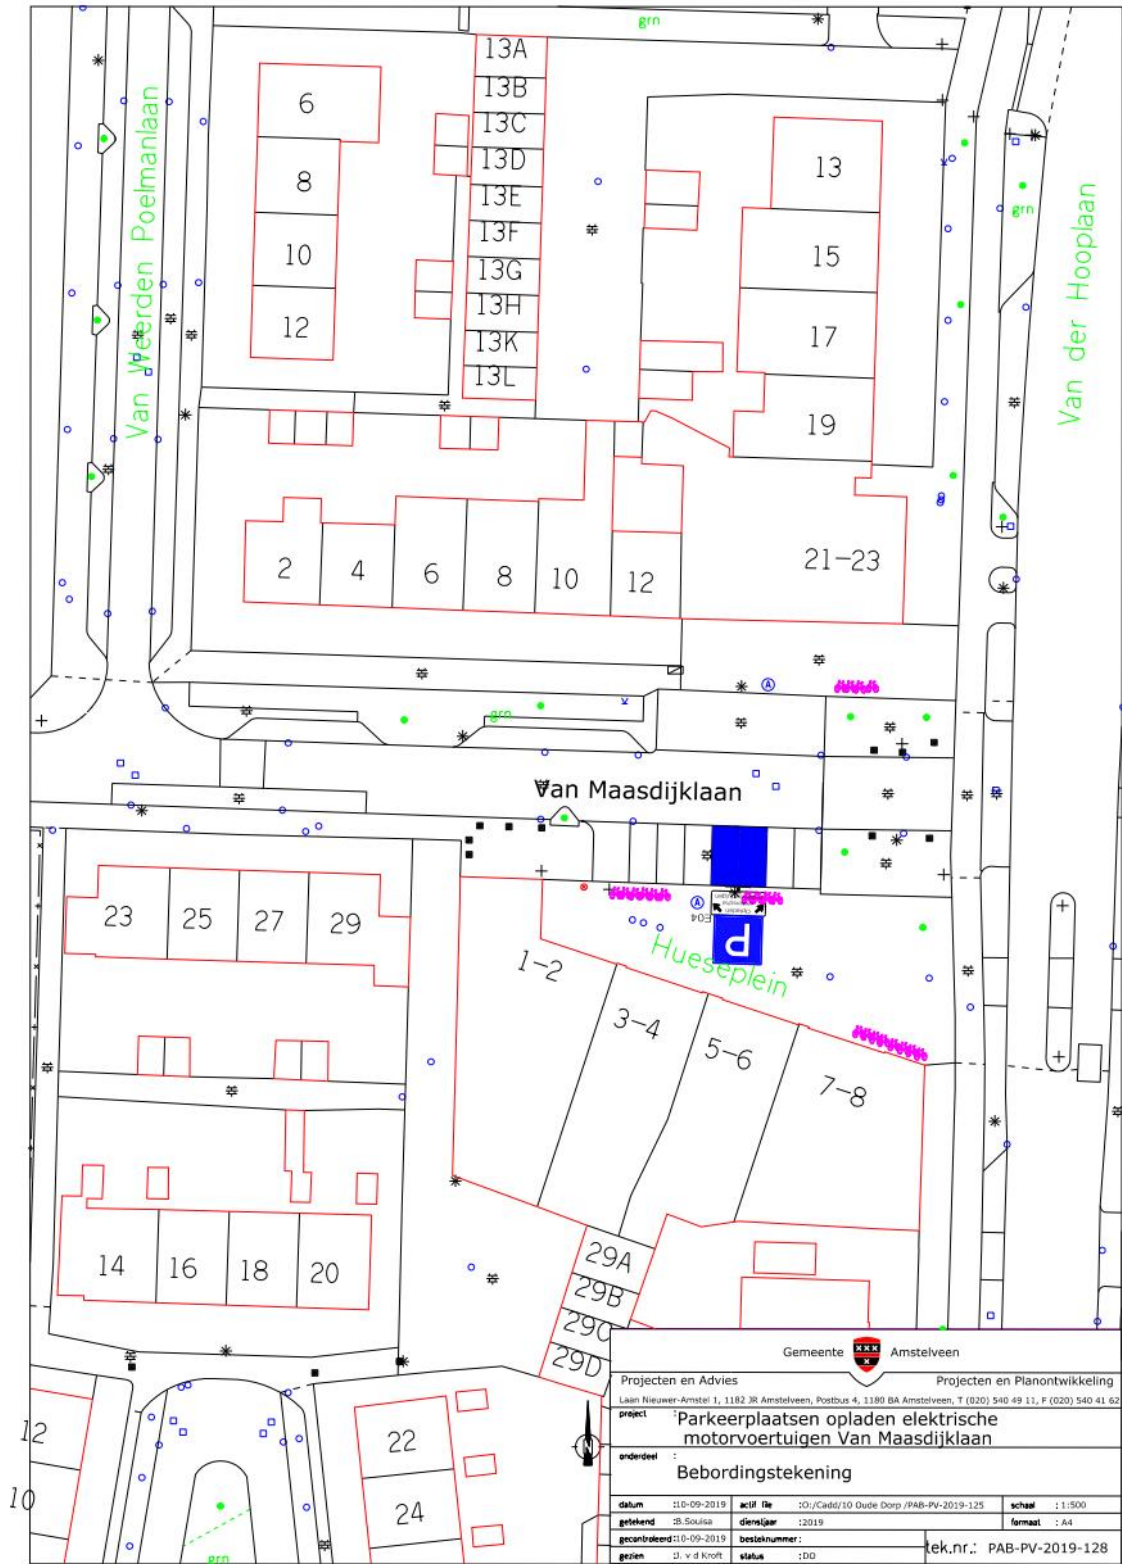 grn
13A
13B
13C
13D
13E
13F
13G
13H
13K
13L
6
8
10
12
13
15
17
19
21-23
Van Weerden Poelmanlaan
Van der Hooplaan
grn
2
4
6
8
10
12
A
grn
Van Maasdijklaan
23
25
27
29
A
E04
P
Hueseplein
1-2
3-4
5-6
7-8
14
16
18
20
29A
29B
29C
29D
12
10
22
24
grn
N
Gemeente Amstelveen
Projecten en Advies Projecten en Planontwikkeling
Laan Nieuwer-Amstel 1, 1182 JR Amstelveen, Postbus 4, 1180 BA Amstelveen, T (020) 540 49 11, F (020) 540 41 62
project : Parkeerplaatsen opladen elektrische
motorvoertuigen Van Maasdijklaan
onderdeel :
Bebordingstekening
datum :10-09-2019 actif file :O:/Cadd/10 Oude Dorp /PAB-PV-2019-125 schaal : 1:500
getekend :B.Souisa dienstjaar :2019 formaat : A4
gecontroleerd:10-09-2019 besteknummer : tek.nr.: PAB-PV-2019-128
gezien :J. v d Kroft status :DO